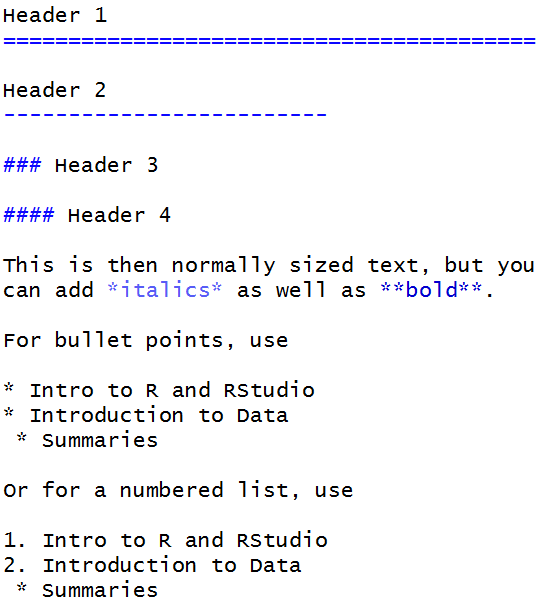 Header 1
=========================================
Header 2
-------------------------
### Header 3
#### Header 4
This is then normally sized text, but you
can add *italics* as well as **bold**.
For bullet points, use
* Intro to R and RStudio
* Introduction to Data
 * Summaries
Or for a numbered list, use
1. Intro to R and RStudio
2. Introduction to Data
 * Summaries